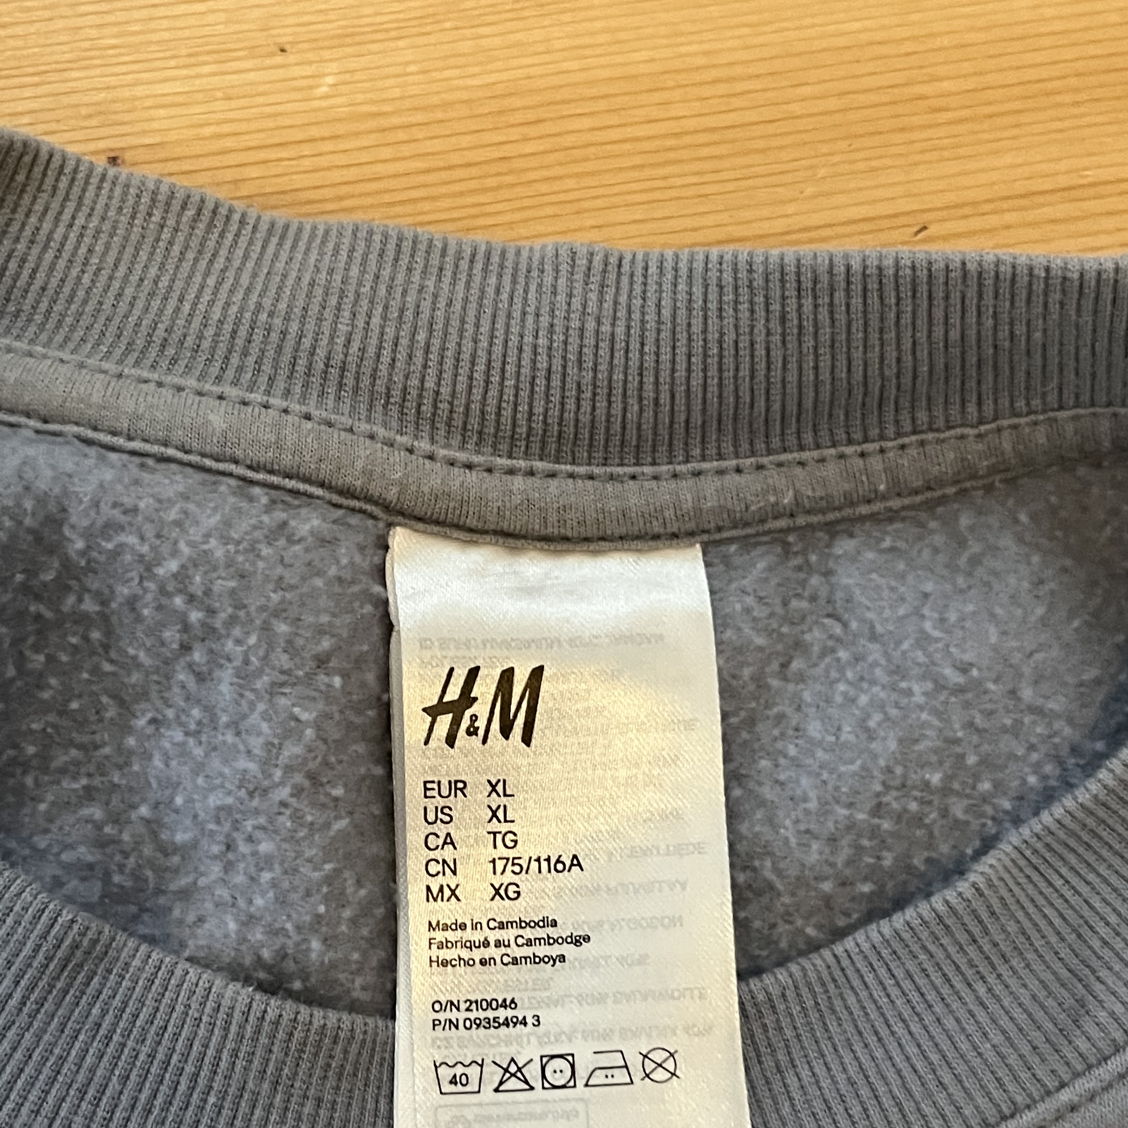 H&M
EUR XL
US XL
CA TG
CN 175/116A
MX XG
Made in Cambodia
Fabriqué au Cambodge
Hecho en Camboya
O/N 210046
P/N 0935494 3
40